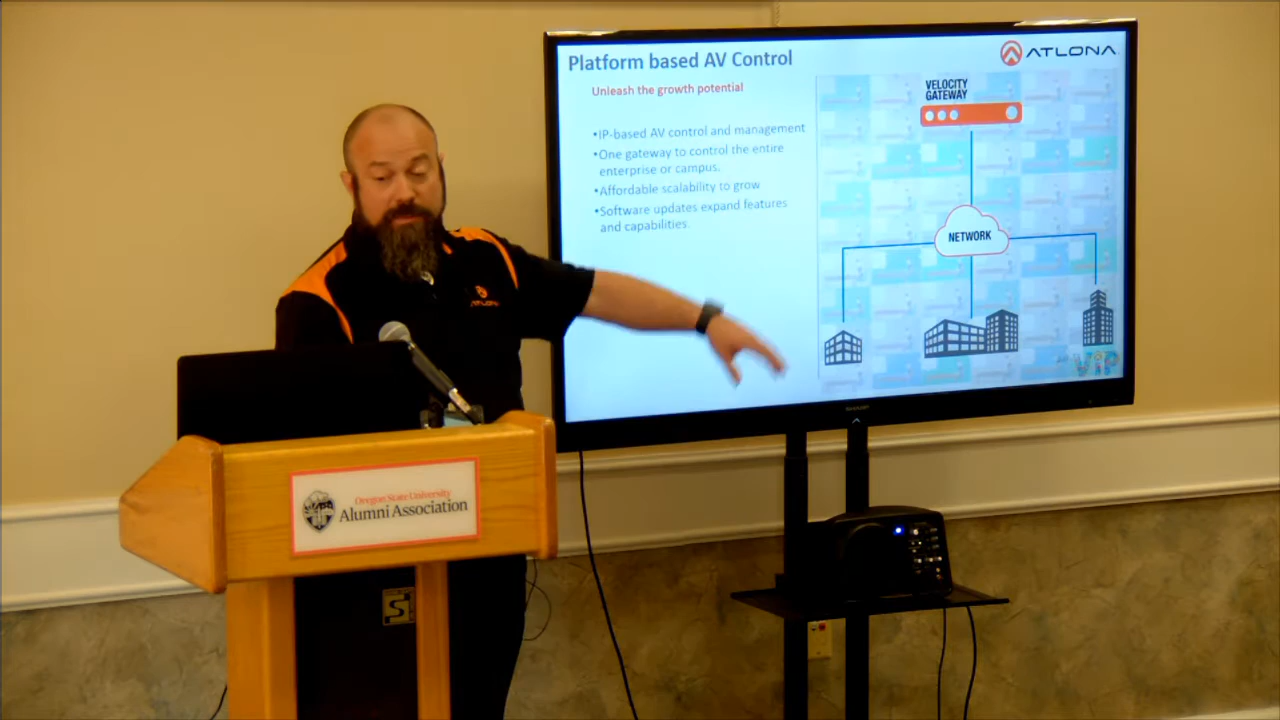 Platform based AV Control
ATLONA
Unleash the growth potential
•IP-based AV control and management
•One gateway to control the entire
enterprise or campus.
•Affordable scalability to grow
•Software updates expand features
and capabilities.
VELOCITY
GATEWAY
NETWORK
VIP
ATLONA
Oregon State University
Alumni Association